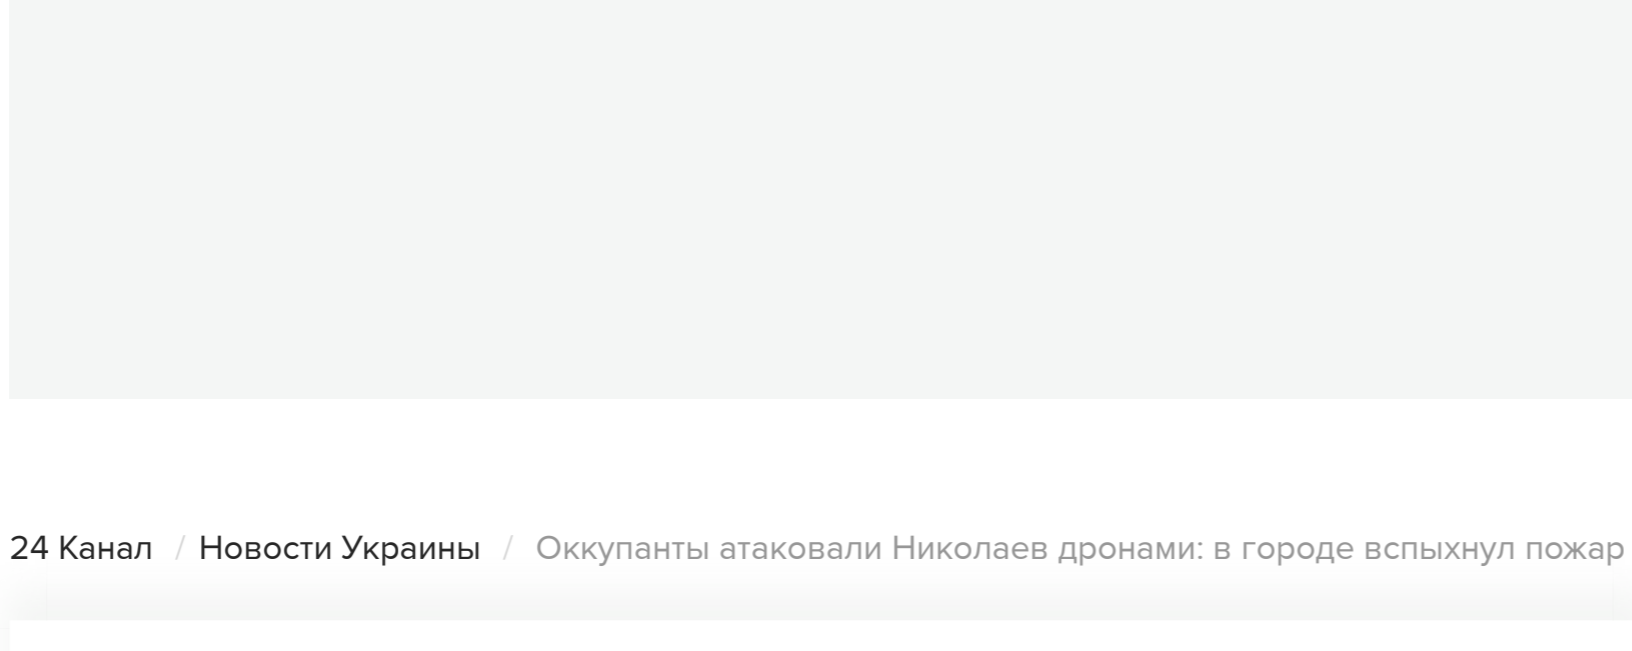 24 Канал / Новости Украины / Оккупанты атаковали Николаев дронами: в городе вспыхнул пожар